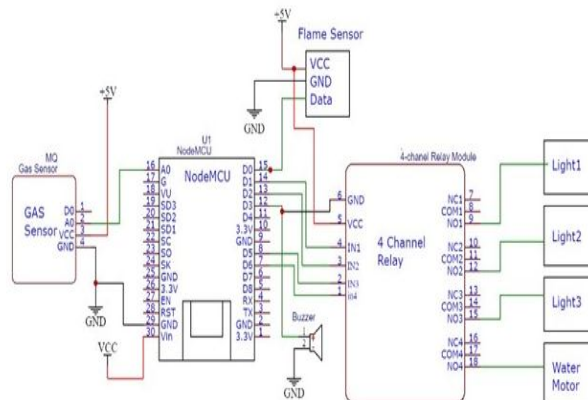 +5V
Flame Sensor
VCC
GND
Data
GND
+5V
MQ
Gas Sensor
GAS
Sensor
D0 1
A0 2
VCC 3
GND 4
GND
VCC
U1
NodeMCU
NodeMCU
16 A0
17 G
18 VU
19 SD3
20 SD2
21 SD1
22 SC
23 SO
24 SK
25 GND
26 3.3V
27 EN
28 RST
29 GND
30 Vin
D0 15
D1 14
D2 13
D3 12
D4 11
3.3V 10
GND 9
D5 8
D6 7
D7 6
D8 5
RX 4
TX 3
GND 2
3.3V 1
Buzzer
GND
4-chanel Relay Module
4 Channel
Relay
6 GND
5 VCC
4 IN1
3 IN2
2 IN3
1 in4
NC1 7
COM1 8
NO1 9
NC2 10
COM2 11
NO2 12
NC3 13
COM3 14
NO3 15
NC4 16
COM4 17
NO4 18
Light1
Light2
Light3
Water
Motor